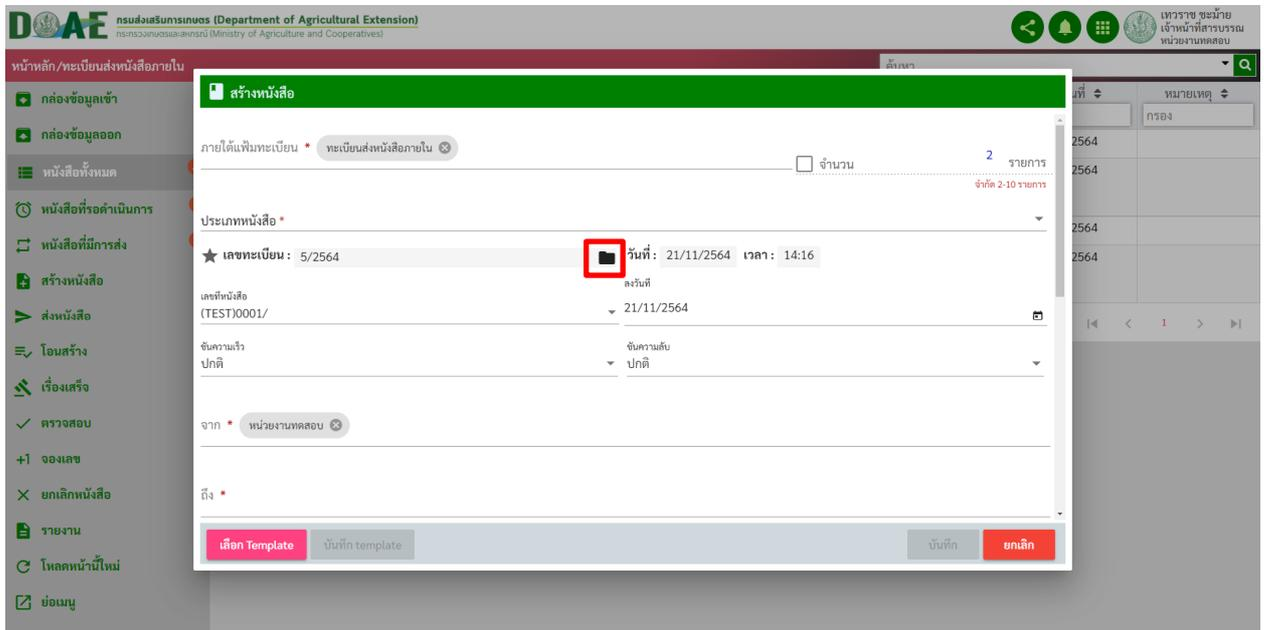 DOAE กรมส่งเสริมการเกษตร (Department of Agricultural Extension)
กระทรวงเกษตรและสหกรณ์ (Ministry of Agriculture and Cooperatives)
เทวราช ชะม้าย
เจ้าหน้าที่สารบรรณ
หน่วยงานทดสอบ
หน้าหลัก/ทะเบียนส่งหนังสือภายใน
ค้นหา
กล่องข้อมูลเข้า
กล่องข้อมูลออก
หนังสือทั้งหมด
หนังสือที่รอดำเนินการ
หนังสือที่มีการส่ง
สร้างหนังสือ
ส่งหนังสือ
โอนสร้าง
เรื่องเสร็จ
ตรวจสอบ
+1 จองเลข
ยกเลิกหนังสือ
รายงาน
โหลดหน้านี้ใหม่
ย่อเมนู
สร้างหนังสือ
ภายใต้แฟ้มทะเบียน * ทะเบียนส่งหนังสือภายใน
จำนวน 2 รายการ
จำกัด 2-10 รายการ
ประเภทหนังสือ *
เลขทะเบียน : 5/2564 วันที่ : 21/11/2564 เวลา : 14:16
เลขที่หนังสือ
(TEST)0001/
ลงวันที่
21/11/2564
ชั้นความเร็ว
ปกติ
ชั้นความลับ
ปกติ
จาก * หน่วยงานทดสอบ
ถึง *
เลือก Template บันทึก template บันทึก ยกเลิก
หมายเหตุ
กรอง
2564
2564
2564
2564
1